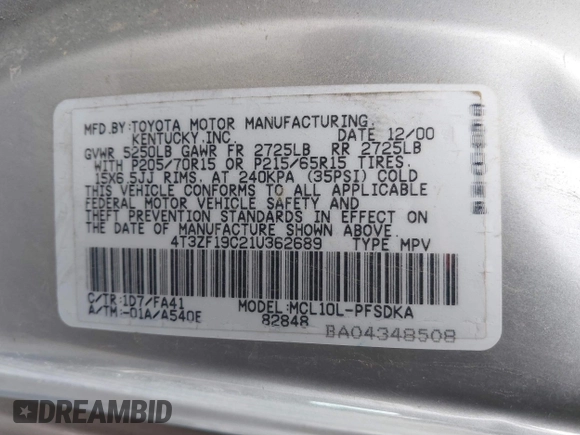 MFD.BY:TOYOTA MOTOR MANUFACTURING.
KENTUCKY,INC. DATE 12/00
GVWR 5250LB GAWR FR 2725LB RR 2725LB
WITH P205/70R15 OR P215/65R15 TIRES.
15X6.5JJ RIMS. AT 240KPA (35PSI) COLD
THIS VEHICLE CONFORMS TO ALL APPLICABLE
FEDERAL MOTOR VEHICLE SAFETY AND
THEFT PREVENTION STANDARDS IN EFFECT ON
THE DATE OF MANUFACTURE SHOWN ABOVE.
4T3ZF19C21U362689 TYPE MPV
C/TR:1D7/FA41 MODEL:MCL10L-PFSDKA
A/TM:-01A/A540E 82848
BA04348508
DREAMBID